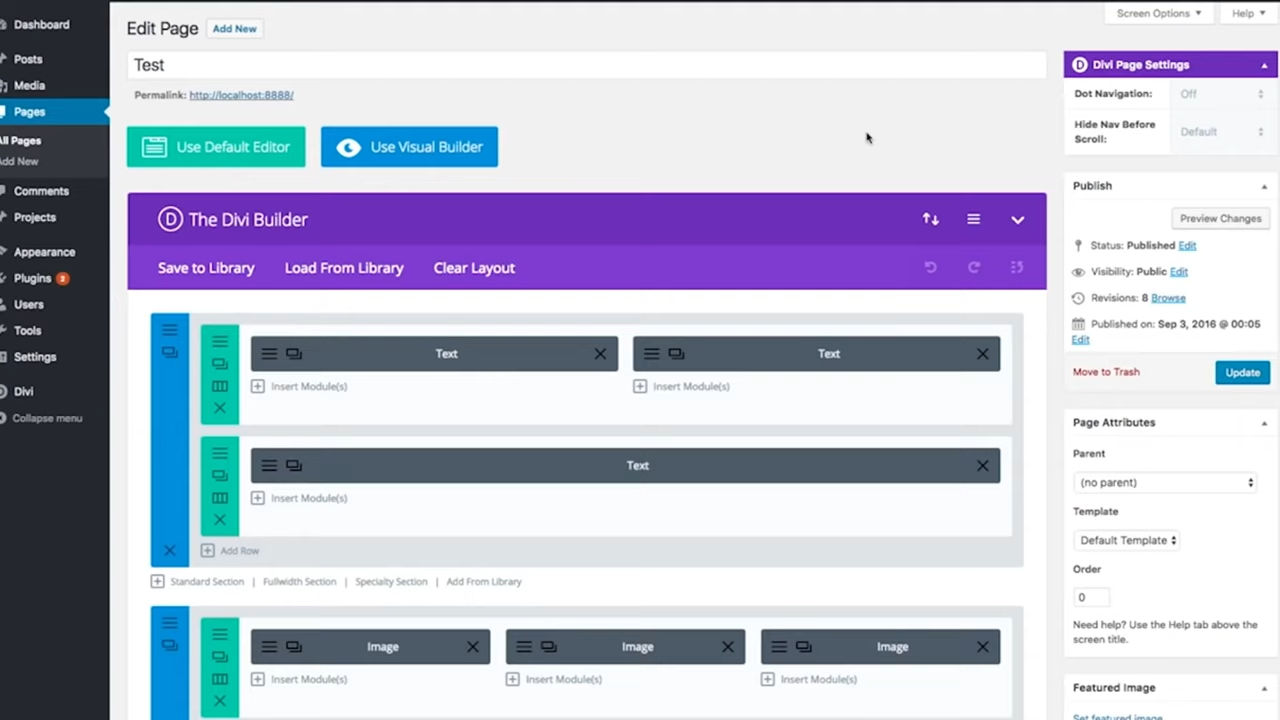 Dashboard
Posts
Media
Pages
All Pages
Add New
Comments
Projects
Appearance
Plugins 3
Users
Tools
Settings
Divi
Collapse menu
Screen Options
Help
Edit Page Add New
Test
Permalink: http://localhost:8888/
Use Default Editor
Use Visual Builder
D The Divi Builder
Save to Library
Load From Library
Clear Layout
Text
Text
Insert Module(s)
Insert Module(s)
Text
Insert Module(s)
Add Row
Standard Section | Fullwidth Section | Specialty Section | Add From Library
Image
Image
Image
Insert Module(s)
Insert Module(s)
Insert Module(s)
D Divi Page Settings
Dot Navigation: Off
Hide Nav Before Scroll: Default
Publish
Preview Changes
Status: Published Edit
Visibility: Public Edit
Revisions: 8 Browse
Published on: Sep 3, 2016 @ 00:05
Edit
Move to Trash
Update
Page Attributes
Parent
(no parent)
Template
Default Template
Order
0
Need help? Use the Help tab above the
screen title.
Featured Image
Set featured image